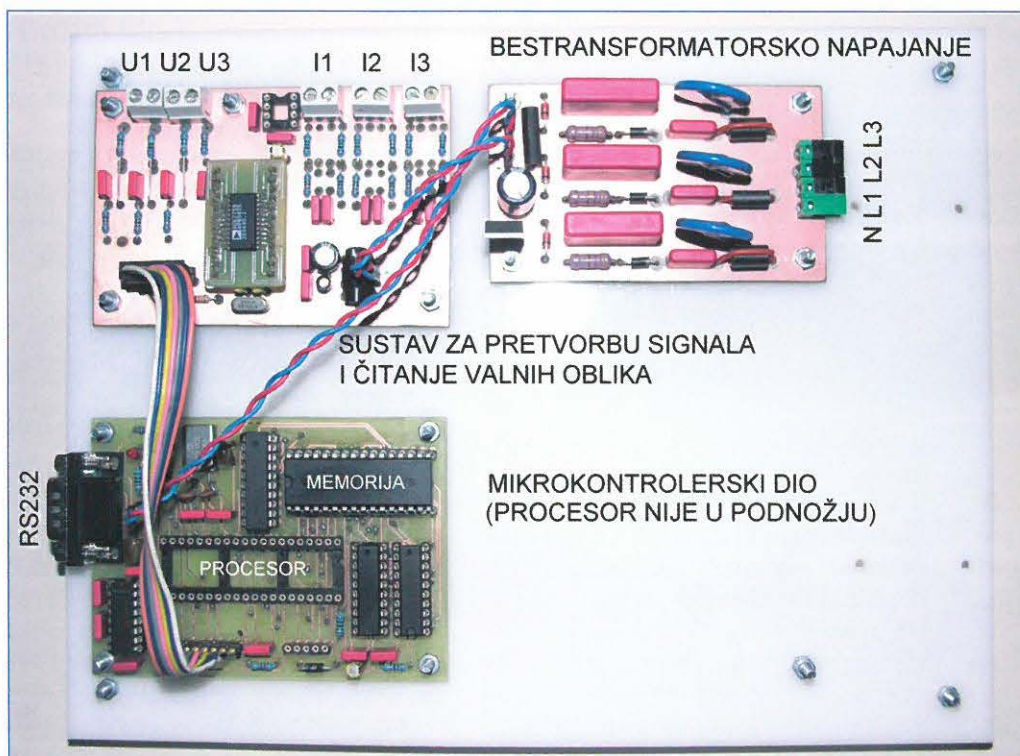 U1 U2 U3
I1 I2 I3
BESTRANSFORMATORSKO NAPAJANJE
N L1 L2 L3
SUSTAV ZA PRETVORBU SIGNALA
I ČITANJE VALNIH OBLIKA
RS232
MEMORIJA
PROCESOR
MIKROKONTROLERSKI DIO
(PROCESOR NIJE U PODNOŽJU)